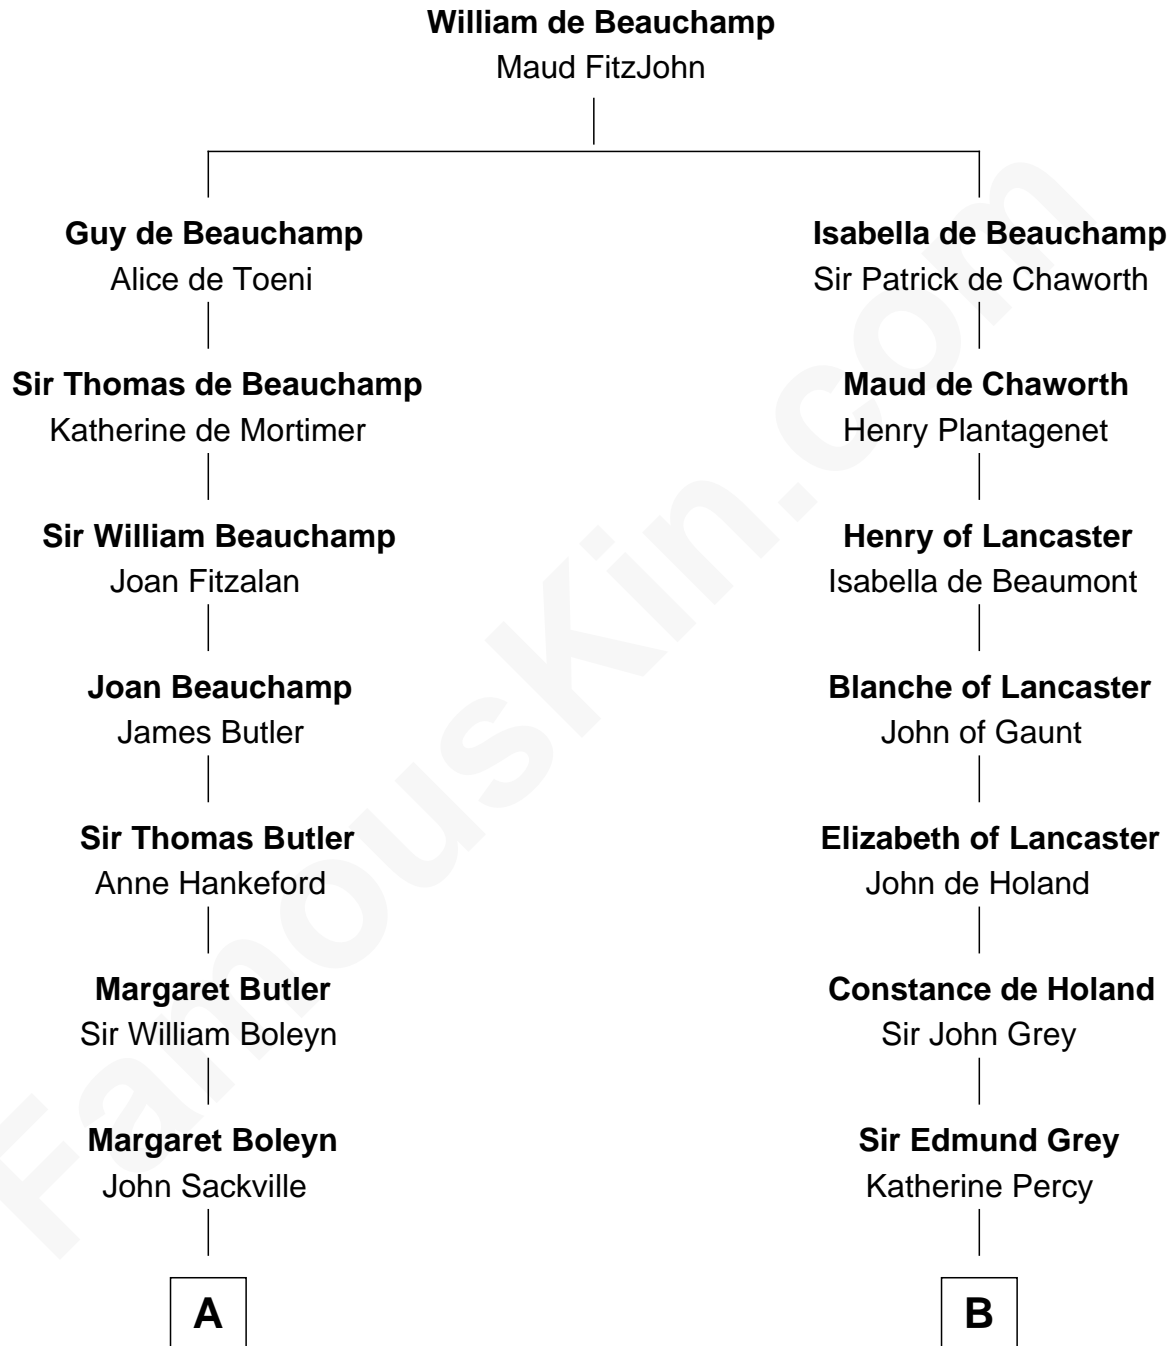 William de Beauchamp
Maud FitzJohn
Guy de Beauchamp
Alice de Toeni
Sir Thomas de Beauchamp
Katherine de Mortimer
Sir William Beauchamp
Joan Fitzalan
Joan Beauchamp
James Butler
Sir Thomas Butler
Anne Hankeford
Margaret Butler
Sir William Boleyn
Margaret Boleyn
John Sackville
A
Isabella de Beauchamp
Sir Patrick de Chaworth
Maud de Chaworth
Henry Plantagenet
Henry of Lancaster
Isabella de Beaumont
Blanche of Lancaster
John of Gaunt
Elizabeth of Lancaster
John de Holand
Constance de Holand
Sir John Grey
Sir Edmund Grey
Katherine Percy
B
FamousKin.com